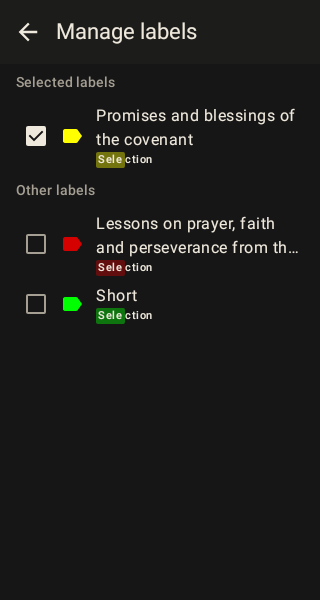 Manage labels
Selected labels
Promises and blessings of
the covenant
Selection
Other labels
Lessons on prayer, faith
and perseverance from th…
Selection
Short
Selection